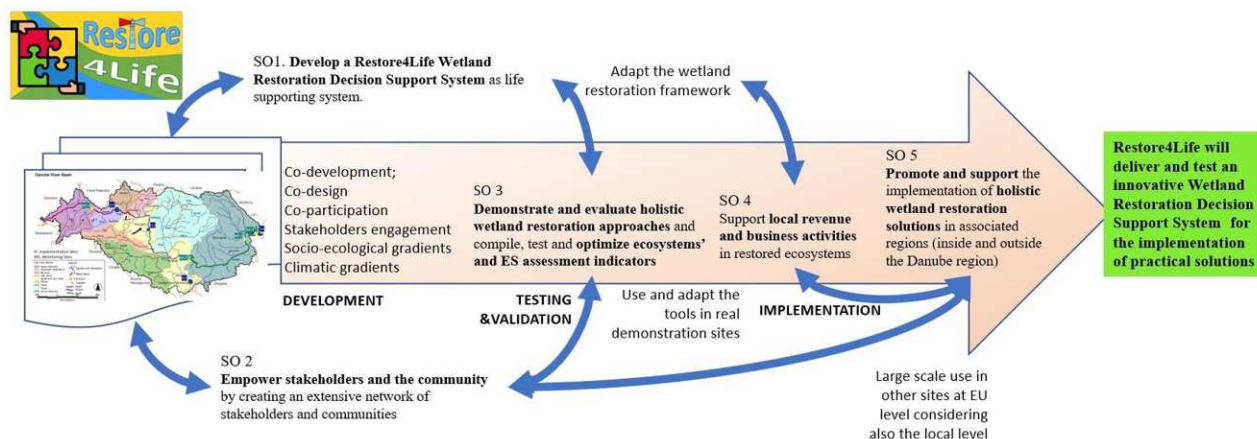 Restore
4Life
SO1. Develop a Restore4Life Wetland
Restoration Decision Support System as life
supporting system.
Adapt the wetland
restoration framework
Danube River Basin
Co-development;
Co-design
Co-participation
Stakeholders engagement
Socio-ecological gradients
Climatic gradients
DEVELOPMENT
SO 3
Demonstrate and evaluate holistic
wetland restoration approaches and
compile, test and optimize ecosystems’
and ES assessment indicators
TESTING
&VALIDATION
SO 4
Support local revenue
and business activities
in restored ecosystems
Use and adapt the
tools in real
demonstration sites
IMPLEMENTATION
SO 5
Promote and support the
implementation of holistic
wetland restoration
solutions in associated
regions (inside and outside
the Danube region)
Restore4Life will
deliver and test an
innovative Wetland
Restoration Decision
Support System for
the implementation
of practical solutions
SO 2
Empower stakeholders and the community
by creating an extensive network of
stakeholders and communities
Large scale use in
other sites at EU
level considering
also the local level